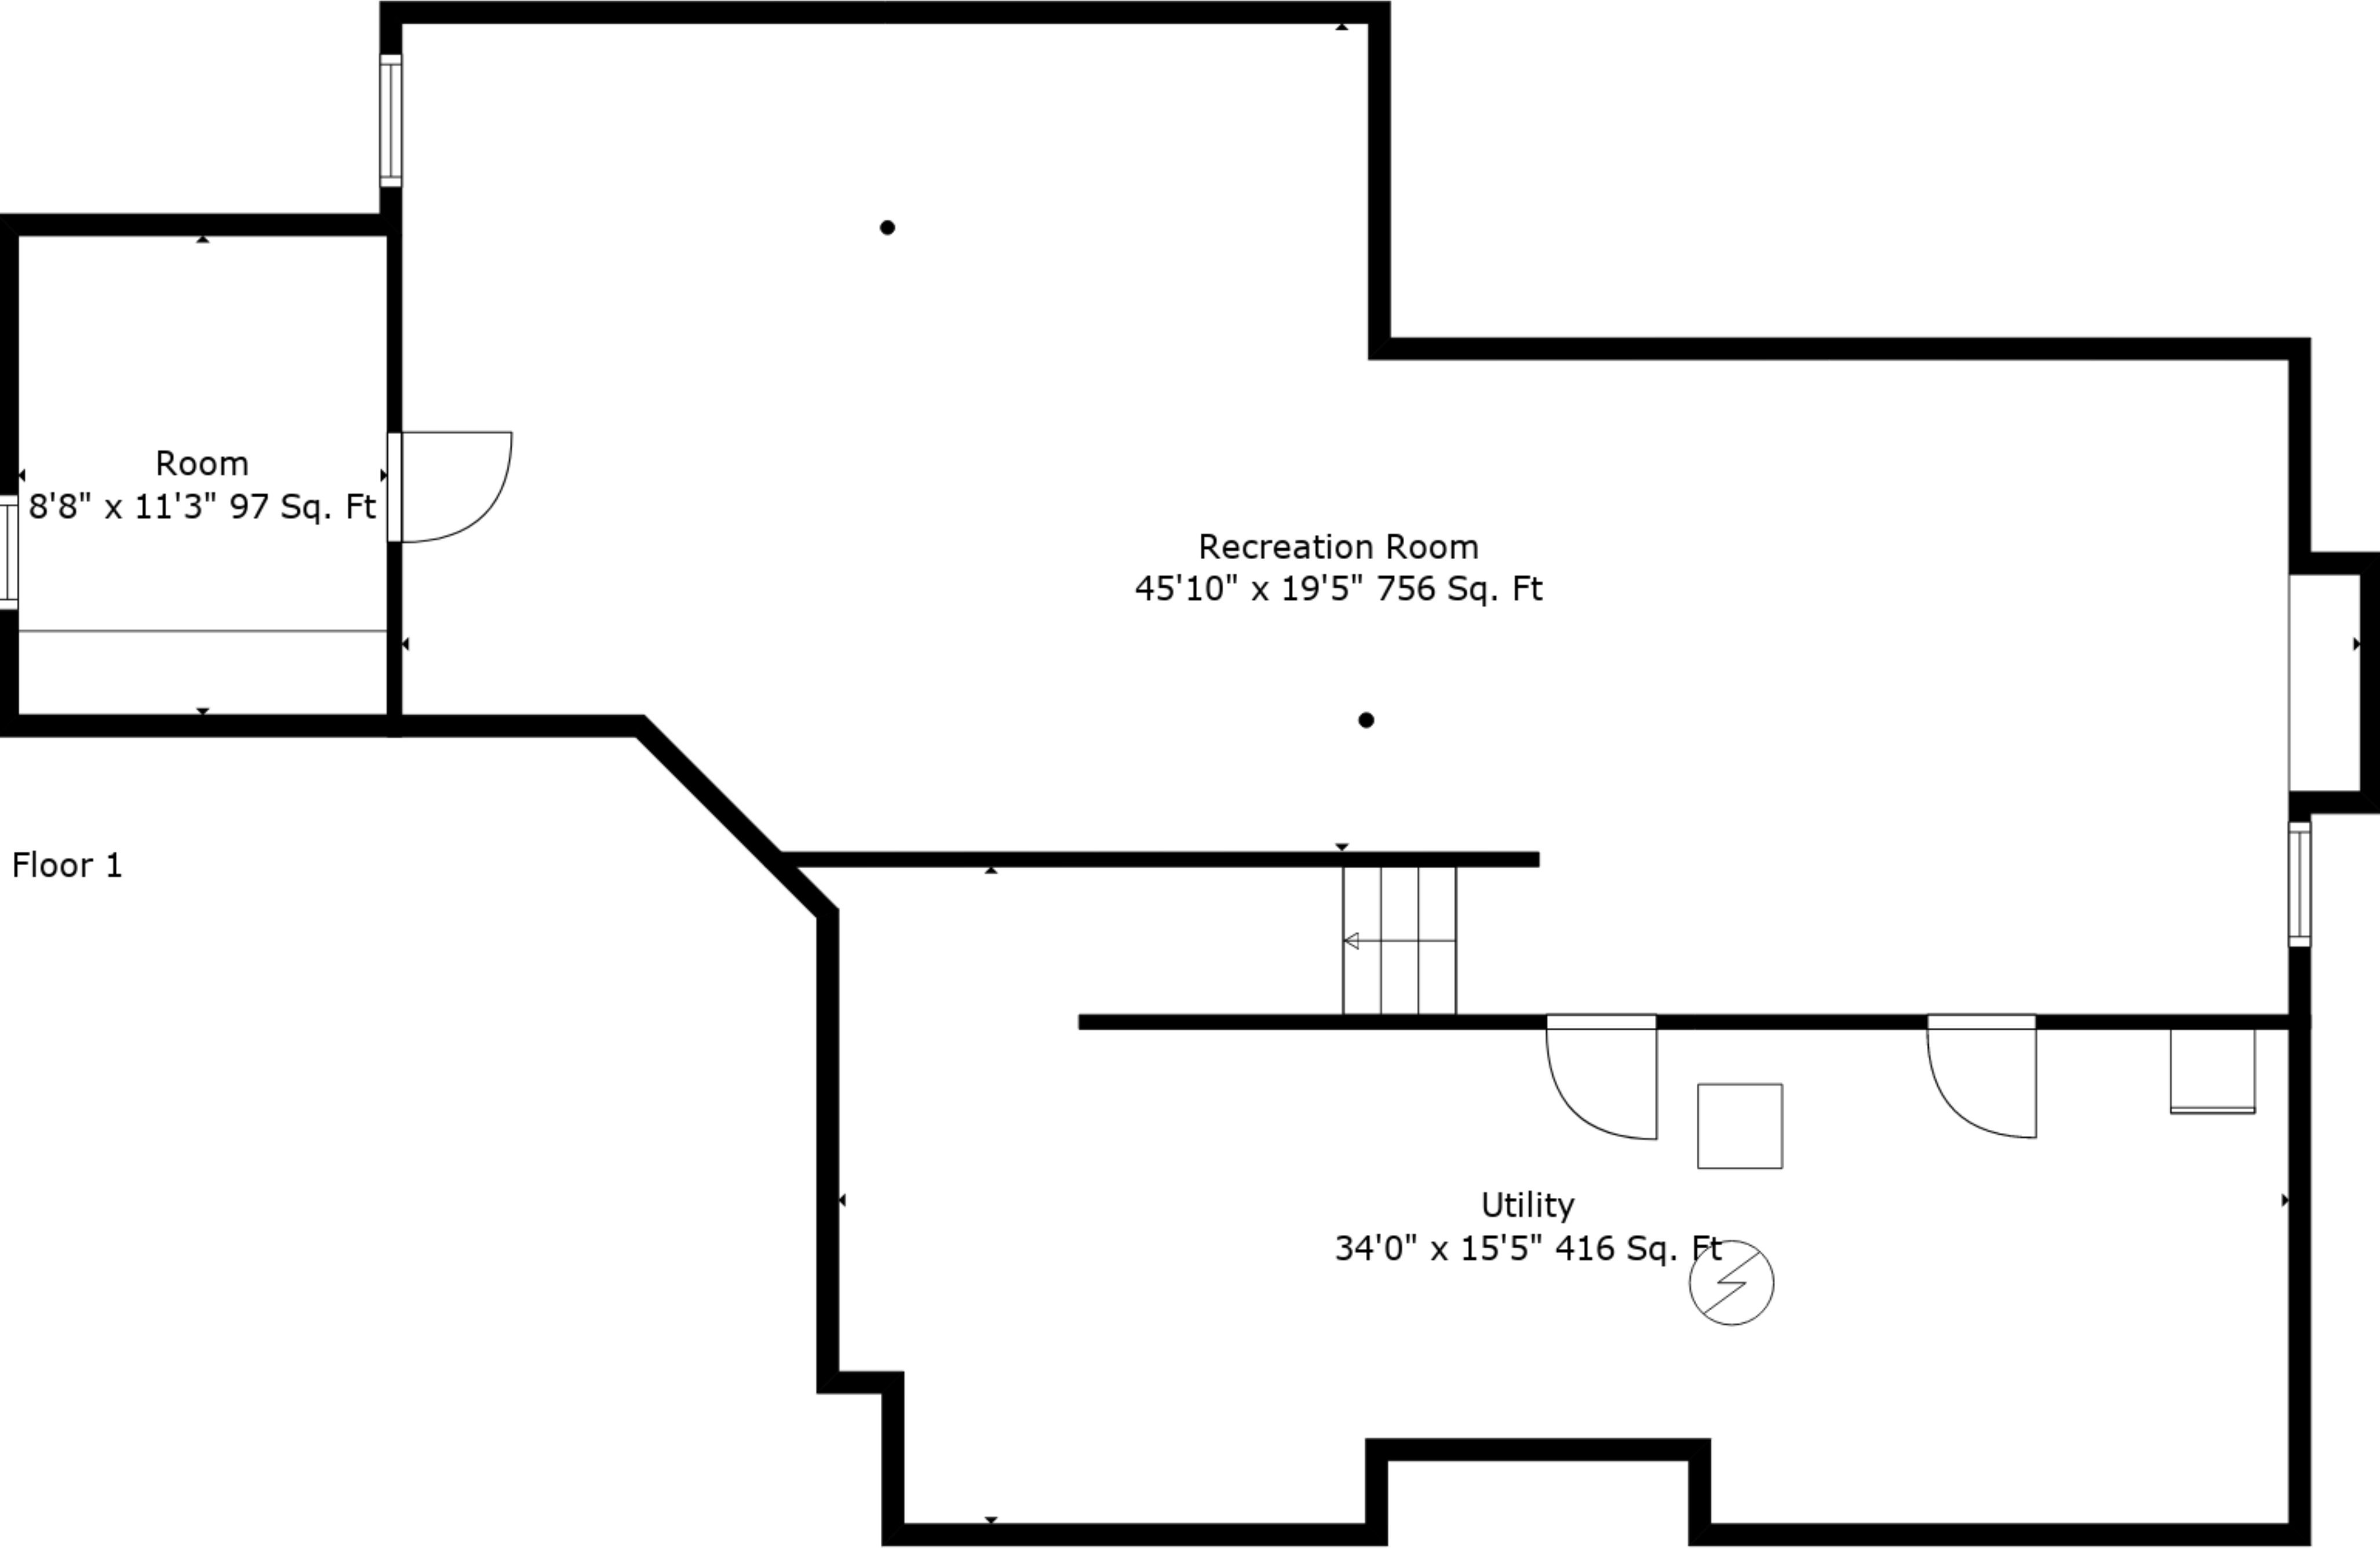 Room
8'8" x 11'3" 97 Sq. Ft
Recreation Room
45'10" x 19'5" 756 Sq. Ft
Floor 1
Utility
34'0" x 15'5" 416 Sq. Ft